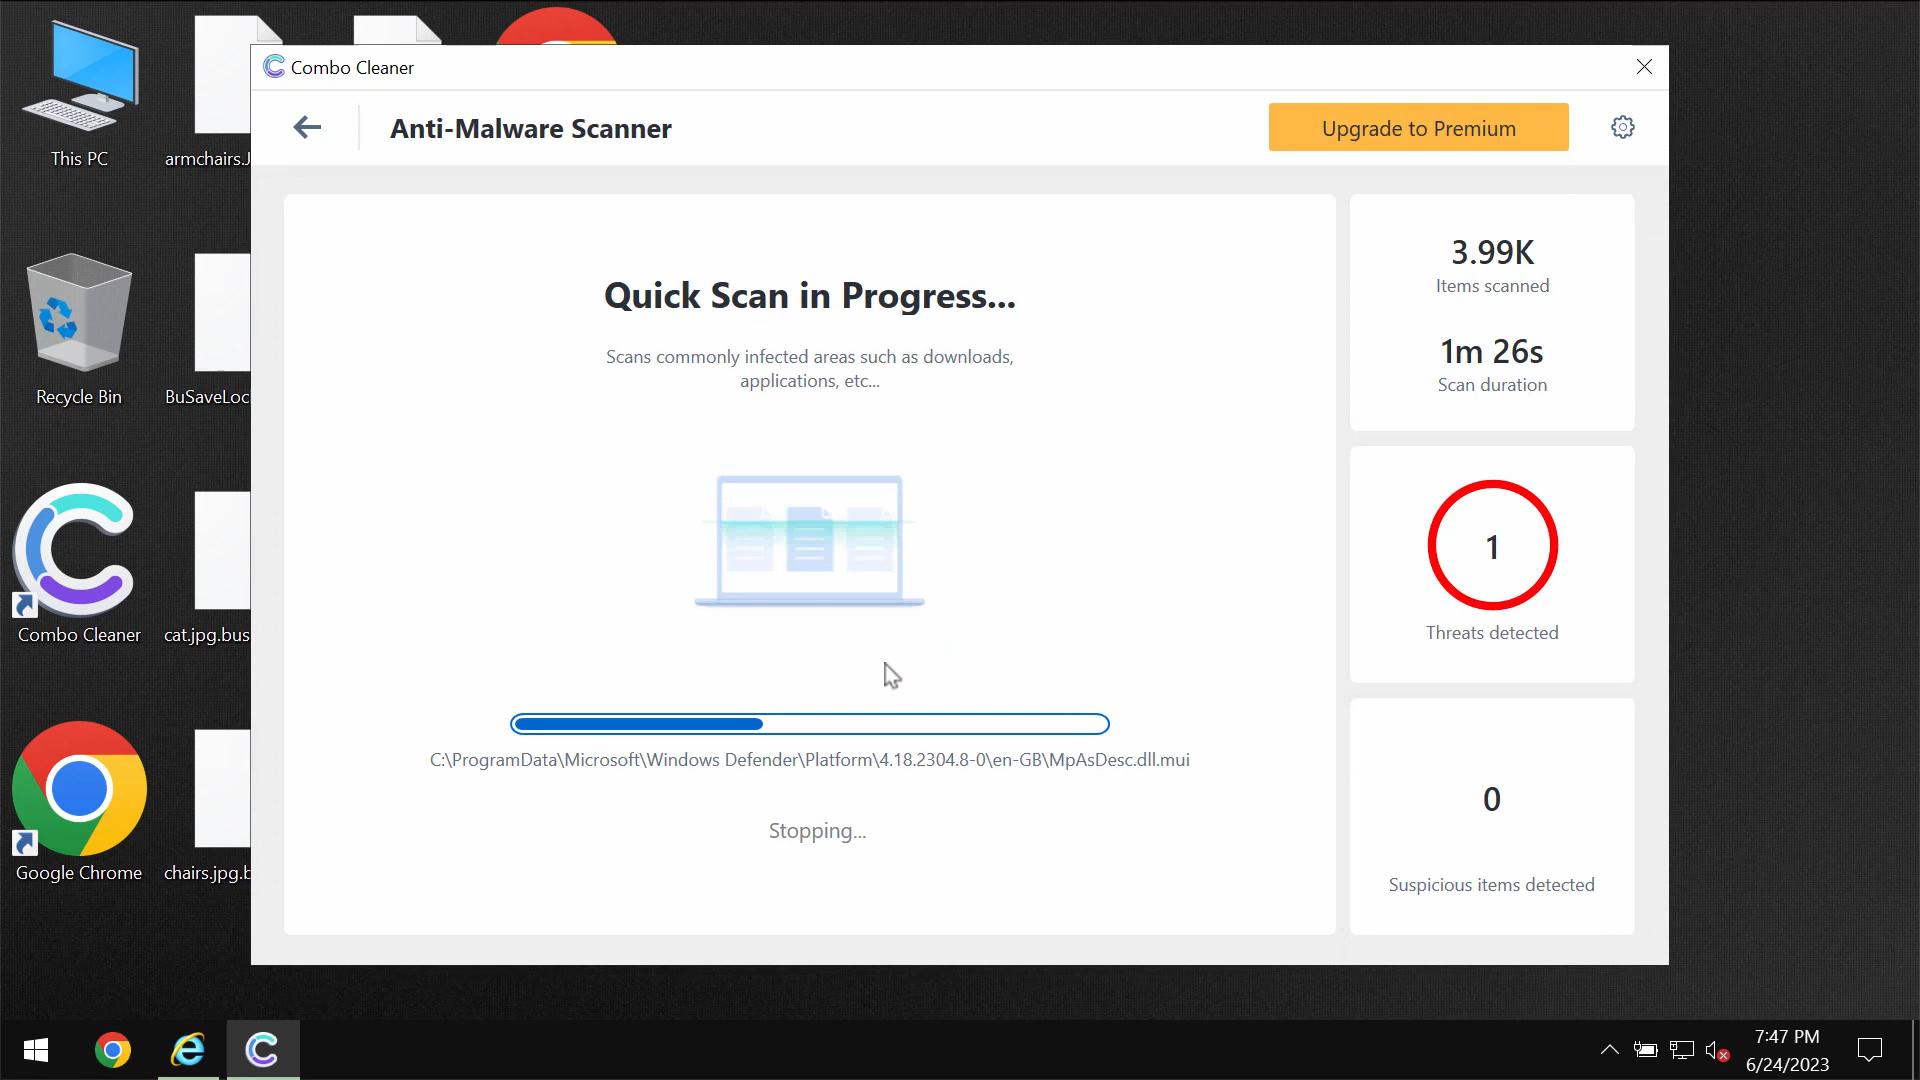 Combo Cleaner
Anti-Malware Scanner
Upgrade to Premium
Quick Scan in Progress...
Scans commonly infected areas such as downloads,
applications, etc...
C:\ProgramData\Microsoft\Windows Defender\Platform\4.18.2304.8-0\en-GB\MpAsDesc.dll.mui
Stopping...
3.99K
Items scanned
1m 26s
Scan duration
1
Threats detected
0
Suspicious items detected
This PC
armchairs.J
Recycle Bin
BuSaveLoc
Combo Cleaner
cat.jpg.bus
Google Chrome
chairs.jpg.b
7:47 PM
6/24/2023